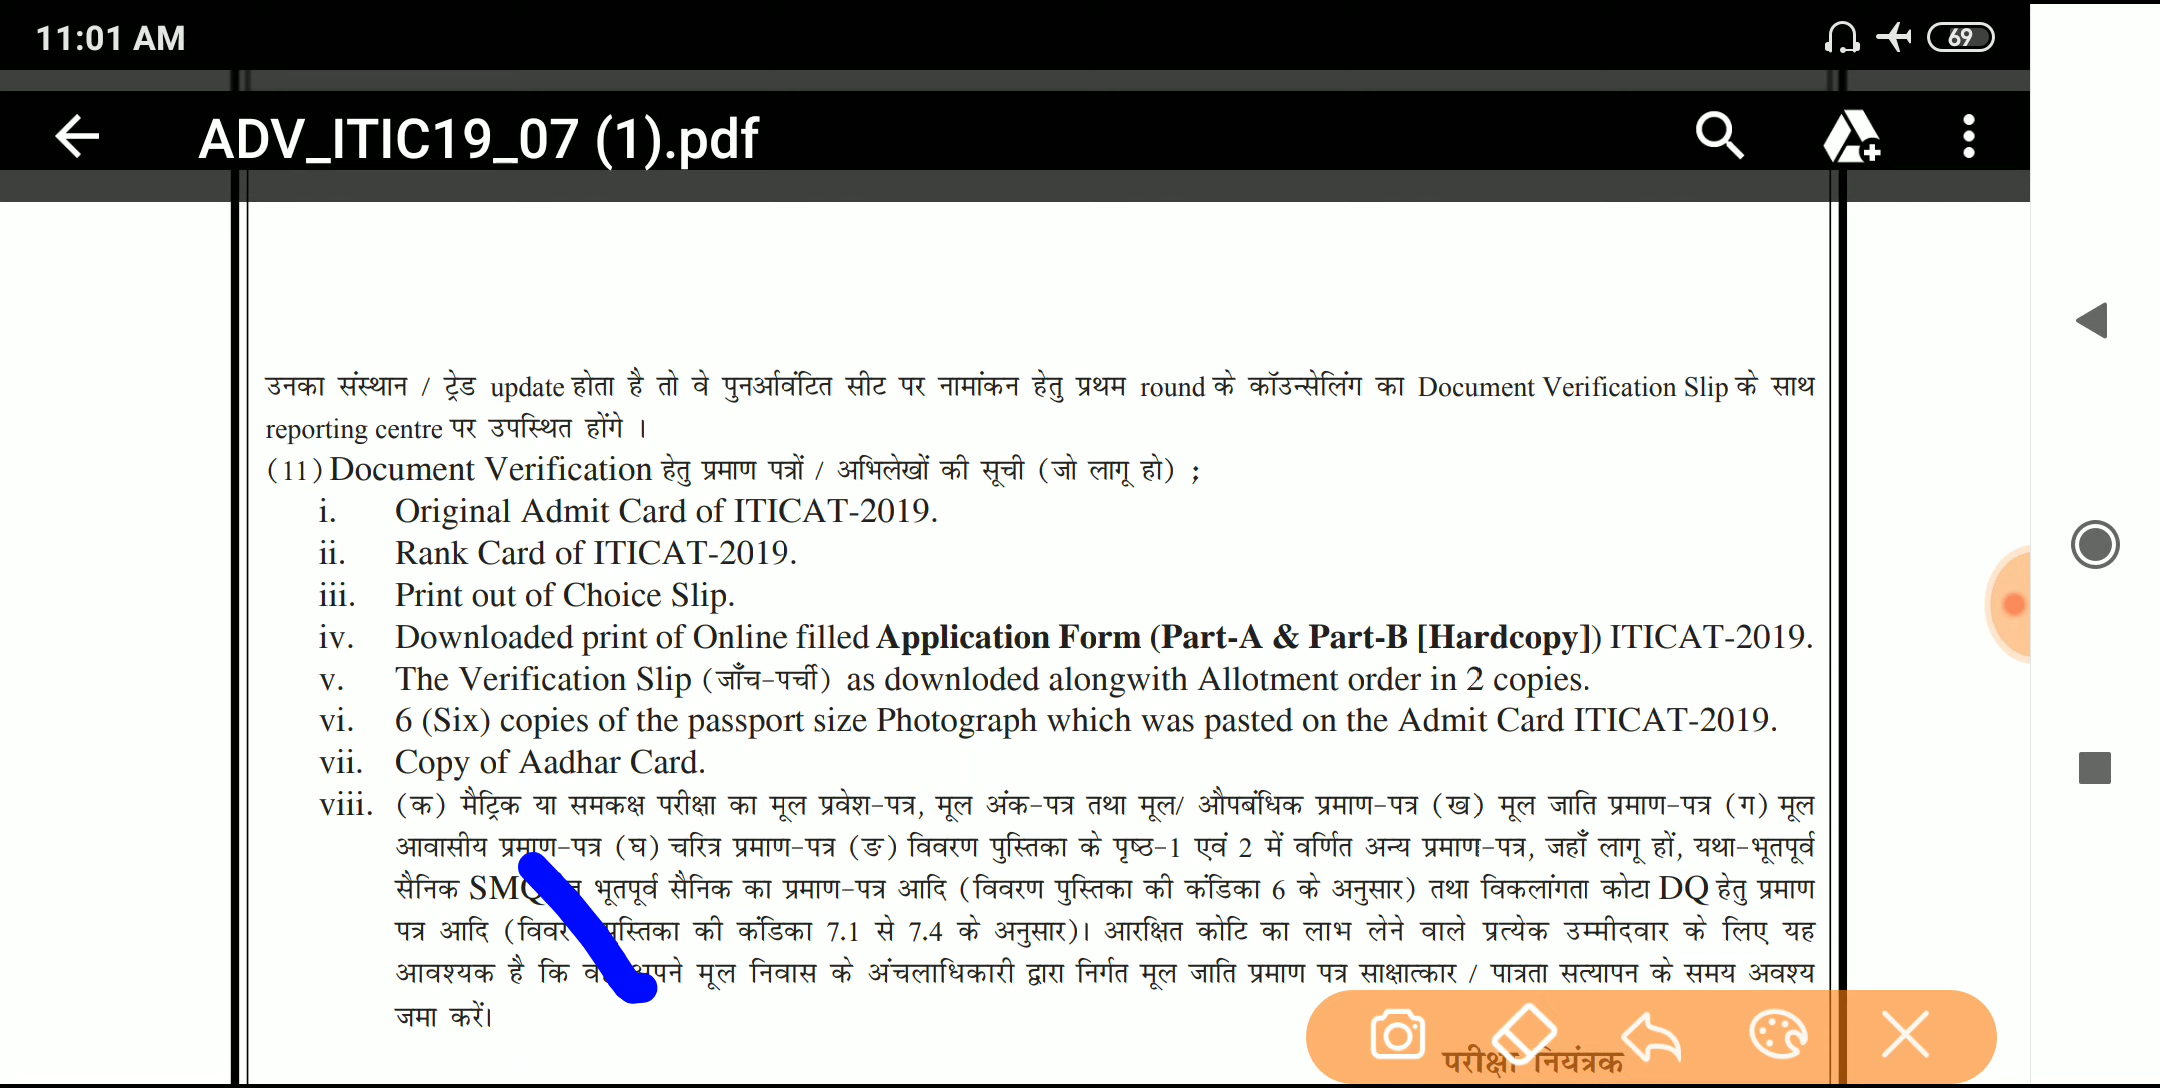 11:01 AM
69
ADV_ITIC19_07 (1).pdf
उनका संस्थान / ट्रेड update होता है तो वे पुनर्आवंटित सीट पर नामांकन हेतु प्रथम round के कॉउन्सेलिंग का Document Verification Slip के साथ
reporting centre पर उपस्थित होंगे ।
(11) Document Verification हेतु प्रमाण पत्रों / अभिलेखों की सूची (जो लागू हो) ;
i. Original Admit Card of ITICAT-2019.
ii. Rank Card of ITICAT-2019.
iii. Print out of Choice Slip.
iv. Downloaded print of Online filled Application Form (Part-A & Part-B [Hardcopy]) ITICAT-2019.
v. The Verification Slip (जाँच-पर्ची) as downloded alongwith Allotment order in 2 copies.
vi. 6 (Six) copies of the passport size Photograph which was pasted on the Admit Card ITICAT-2019.
vii. Copy of Aadhar Card.
viii. (क) मैट्रिक या समकक्ष परीक्षा का मूल प्रवेश-पत्र, मूल अंक-पत्र तथा मूल/ औपबंधिक प्रमाण-पत्र (ख) मूल जाति प्रमाण-पत्र (ग) मूल
आवासीय प्रमाण-पत्र (घ) चरित्र प्रमाण-पत्र (ङ) विवरण पुस्तिका के पृष्ठ-1 एवं 2 में वर्णित अन्य प्रमाण-पत्र, जहाँ लागू हों, यथा-भूतपूर्व
सैनिक SMQ भूतपूर्व सैनिक का प्रमाण-पत्र आदि (विवरण पुस्तिका की कंडिका 6 के अनुसार) तथा विकलांगता कोटा DQ हेतु प्रमाण
पत्र आदि (विवरण पुस्तिका की कंडिका 7.1 से 7.4 के अनुसार)। आरक्षित कोटि का लाभ लेने वाले प्रत्येक उम्मीदवार के लिए यह
आवश्यक है कि अपने मूल निवास के अंचलाधिकारी द्वारा निर्गत मूल जाति प्रमाण पत्र साक्षात्कार / पात्रता सत्यापन के समय अवश्य
जमा करें।
परीक्षा नियंत्रक